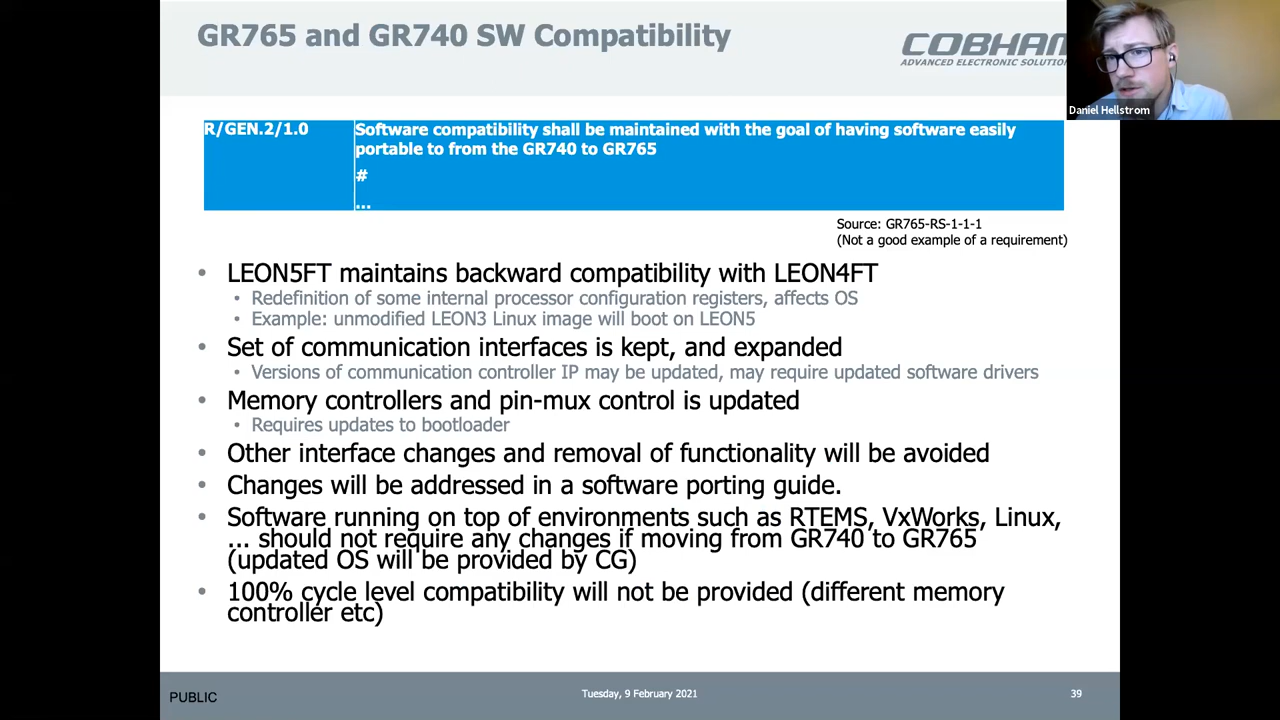 GR765 and GR740 SW Compatibility
COBHAM
ADVANCED ELECTRONIC SOLUTION
Daniel Hellstrom
R/GEN.2/1.0
Software compatibility shall be maintained with the goal of having software easily
portable to from the GR740 to GR765
#
...
Source: GR765-RS-1-1-1
(Not a good example of a requirement)
• LEON5FT maintains backward compatibility with LEON4FT
• Redefinition of some internal processor configuration registers, affects OS
• Example: unmodified LEON3 Linux image will boot on LEON5
• Set of communication interfaces is kept, and expanded
• Versions of communication controller IP may be updated, may require updated software drivers
• Memory controllers and pin-mux control is updated
• Requires updates to bootloader
• Other interface changes and removal of functionality will be avoided
• Changes will be addressed in a software porting guide.
• Software running on top of environments such as RTEMS, VxWorks, Linux,
... should not require any changes if moving from GR740 to GR765
(updated OS will be provided by CG)
• 100% cycle level compatibility will not be provided (different memory
controller etc)
PUBLIC
Tuesday, 9 February 2021
39